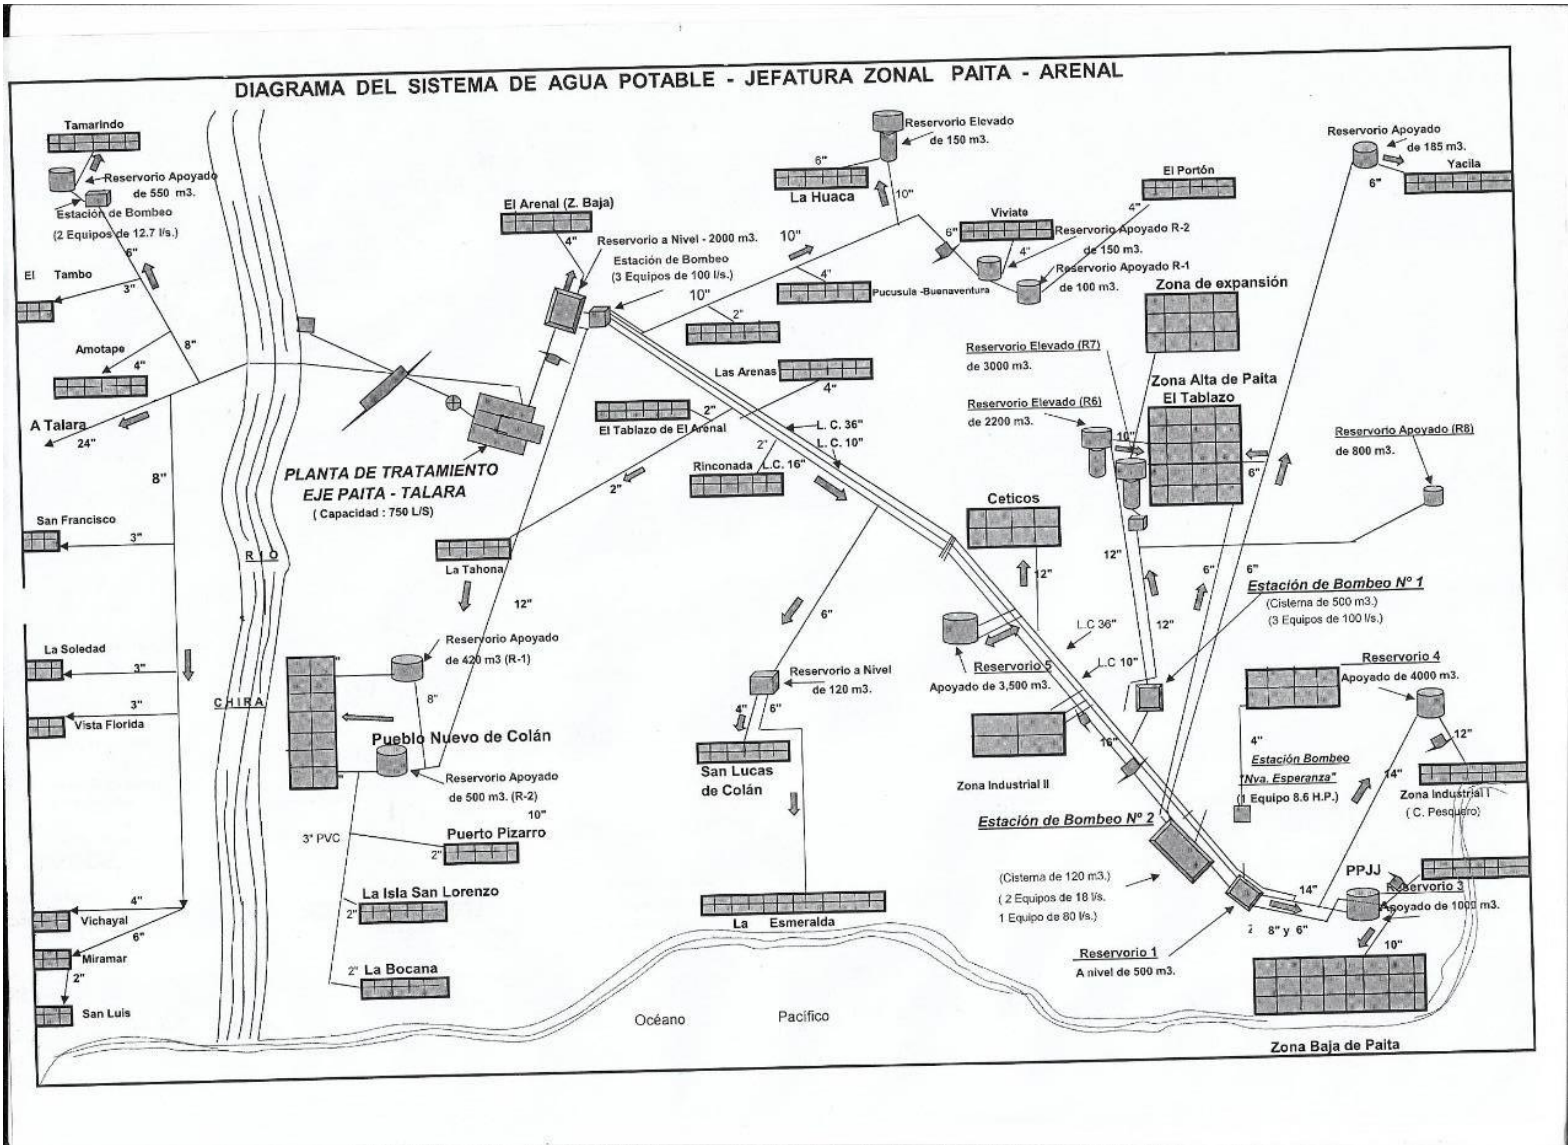 DIAGRAMA DEL SISTEMA DE AGUA POTABLE - JEFATURA ZONAL PAITA - ARENAL
Tamarindo
Reservorio Apoyado
de 550 m3.
Estación de Bombeo
(2 Equipos de 12.7 l/s.)
6"
El Tambo
3"
Amotape
4"
8"
A Talara
24"
8"
San Francisco
3"
La Soledad
3"
3"
Vista Florida
4"
Vichayal
6"
Miramar
2"
San Luis
RIO
CHIRA
PLANTA DE TRATAMIENTO
EJE PAITA - TALARA
( Capacidad : 750 L/S)
El Arenal (Z. Baja)
4"
Reservorio a Nivel - 2000 m3.
Estación de Bombeo
(3 Equipos de 100 l/s.)
10"
10"
2"
4"
Pucusula -Buenaventura
6"
La Huaca
Reservorio Elevado
de 150 m3.
10"
Viviate
6"
4"
Reservorio Apoyado R-2
de 150 m3.
Reservorio Apoyado R-1
de 100 m3.
El Portón
4"
Reservorio Apoyado
de 185 m3.
6"
Yacila
Las Arenas
4"
2"
El Tablazo de El Arenal
L. C. 36"
L. C. 10"
2"
Rinconada
L.C. 16"
2"
La Tahona
12"
Reservorio Apoyado
de 420 m3 (R-1)
8"
Pueblo Nuevo de Colán
Reservorio Apoyado
de 500 m3. (R-2)
10"
3" PVC
Puerto Pizarro
2"
La Isla San Lorenzo
2"
2"
La Bocana
6"
Reservorio a Nivel
de 120 m3.
4"
6"
San Lucas
de Colán
La Esmeralda
Océano Pacífico
Zona de expansión
Reservorio Elevado (R7)
de 3000 m3.
Zona Alta de Paita
El Tablazo
Reservorio Elevado (R6)
de 2200 m3.
10"
6"
Reservorio Apoyado (R8)
de 800 m3.
Ceticos
12"
12"
12"
6"
6"
Estación de Bombeo Nº 1
(Cisterna de 500 m3.)
(3 Equipos de 100 l/s.)
L.C 36"
L.C 10"
Reservorio 5
Apoyado de 3,500 m3.
16"
Zona Industrial II
Reservorio 4
Apoyado de 4000 m3.
12"
4"
Estación Bombeo
"Nva. Esperanza"
(1 Equipo 8.6 H.P.)
14"
Zona Industrial I
( C. Pesquero)
Estación de Bombeo Nº 2
(Cisterna de 120 m3.)
( 2 Equipos de 18 l/s.
1 Equipo de 80 l/s.)
PPJJ
14"
Reservorio 3
Apoyado de 1000 m3.
2 8" y 6"
10"
Reservorio 1
A nivel de 500 m3.
Zona Baja de Paita